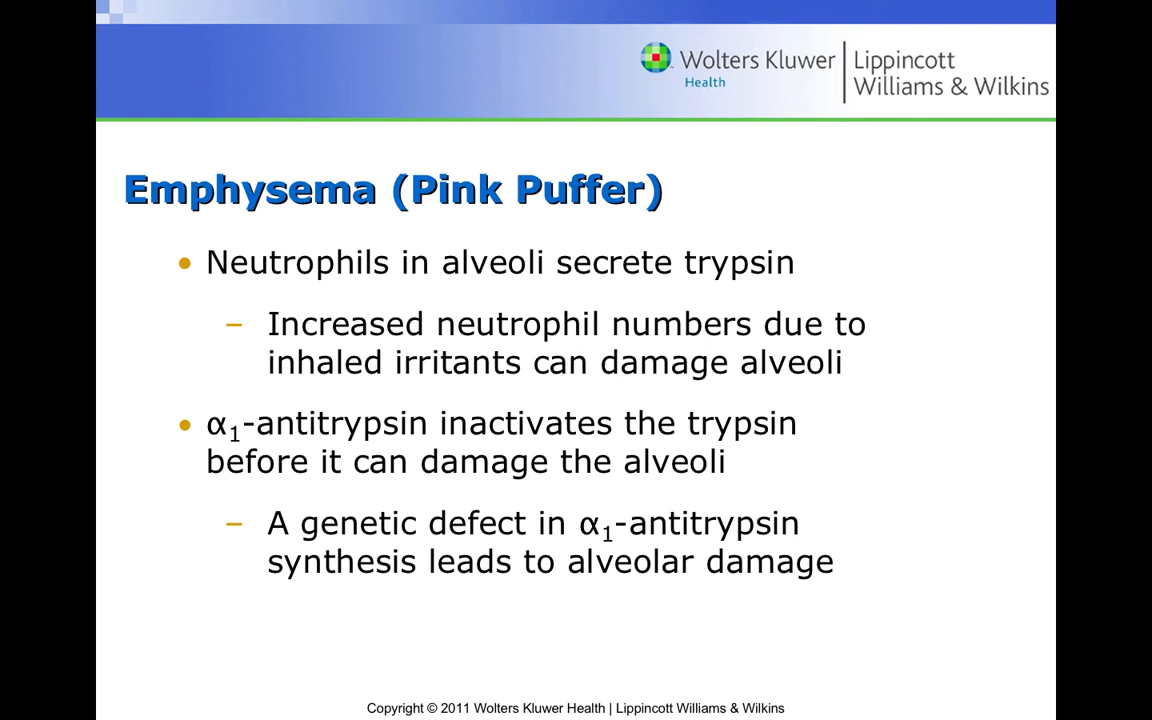 Wolters Kluwer
Health
Lippincott
Williams & Wilkins
Emphysema (Pink Puffer)
• Neutrophils in alveoli secrete trypsin
– Increased neutrophil numbers due to
inhaled irritants can damage alveoli
• α₁-antitrypsin inactivates the trypsin
before it can damage the alveoli
– A genetic defect in α₁-antitrypsin
synthesis leads to alveolar damage
Copyright © 2011 Wolters Kluwer Health | Lippincott Williams & Wilkins